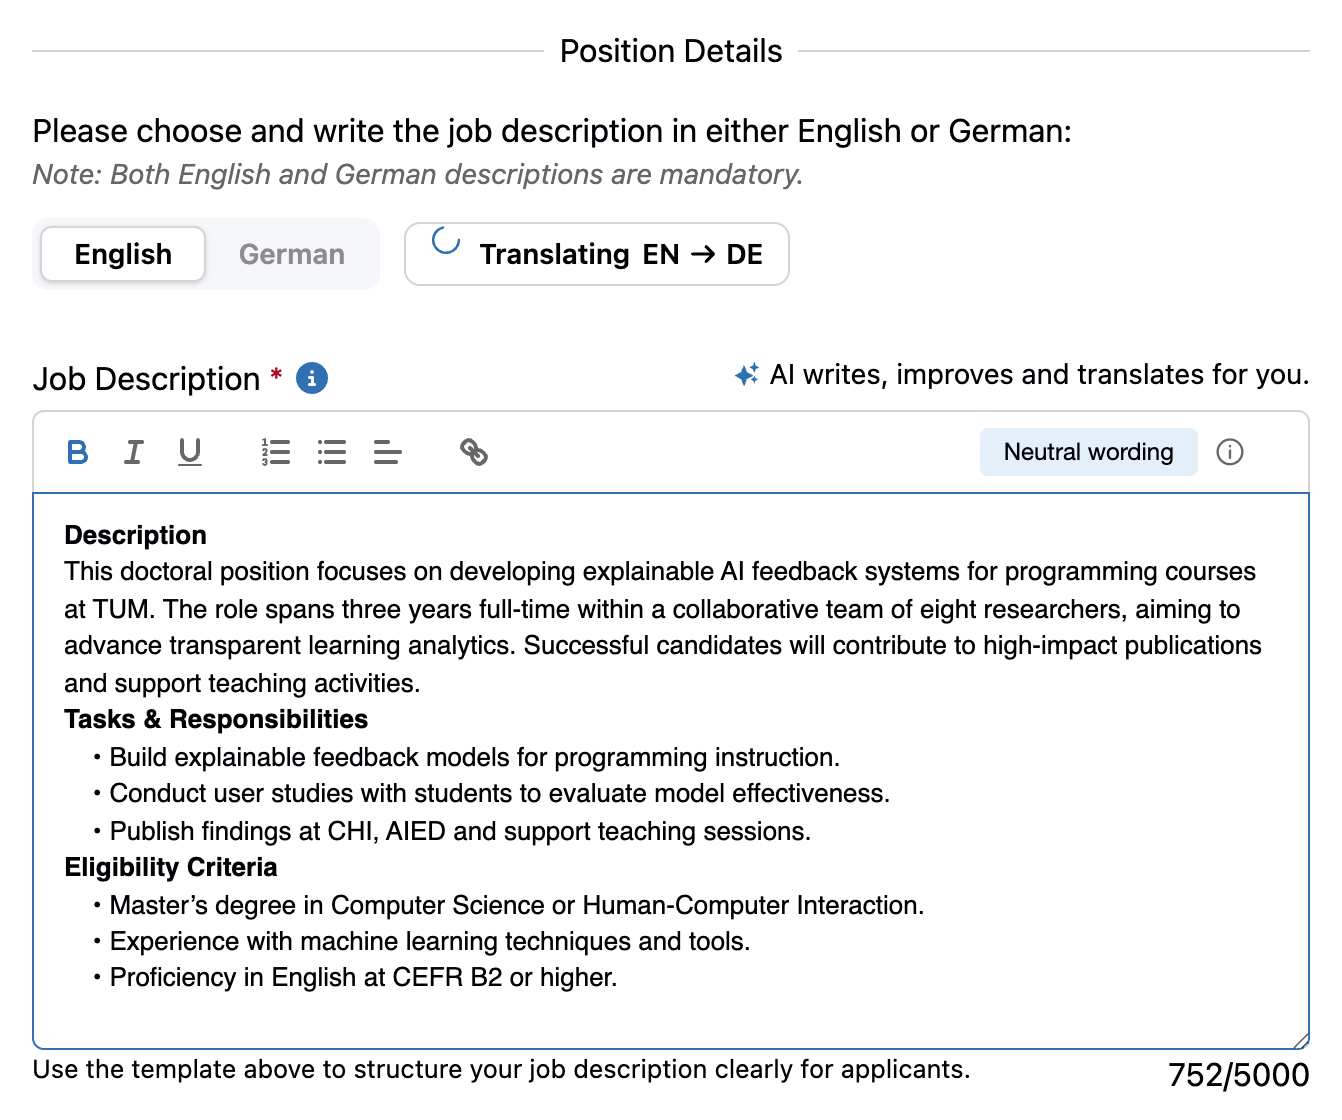 Position Details
Please choose and write the job description in either English or German:
Note: Both English and German descriptions are mandatory.
English German Translating EN → DE
Job Description * AI writes, improves and translates for you.
B I U Neutral wording
Description
This doctoral position focuses on developing explainable AI feedback systems for programming courses
at TUM. The role spans three years full-time within a collaborative team of eight researchers, aiming to
advance transparent learning analytics. Successful candidates will contribute to high-impact publications
and support teaching activities.
Tasks & Responsibilities
• Build explainable feedback models for programming instruction.
• Conduct user studies with students to evaluate model effectiveness.
• Publish findings at CHI, AIED and support teaching sessions.
Eligibility Criteria
• Master’s degree in Computer Science or Human-Computer Interaction.
• Experience with machine learning techniques and tools.
• Proficiency in English at CEFR B2 or higher.
Use the template above to structure your job description clearly for applicants. 752/5000